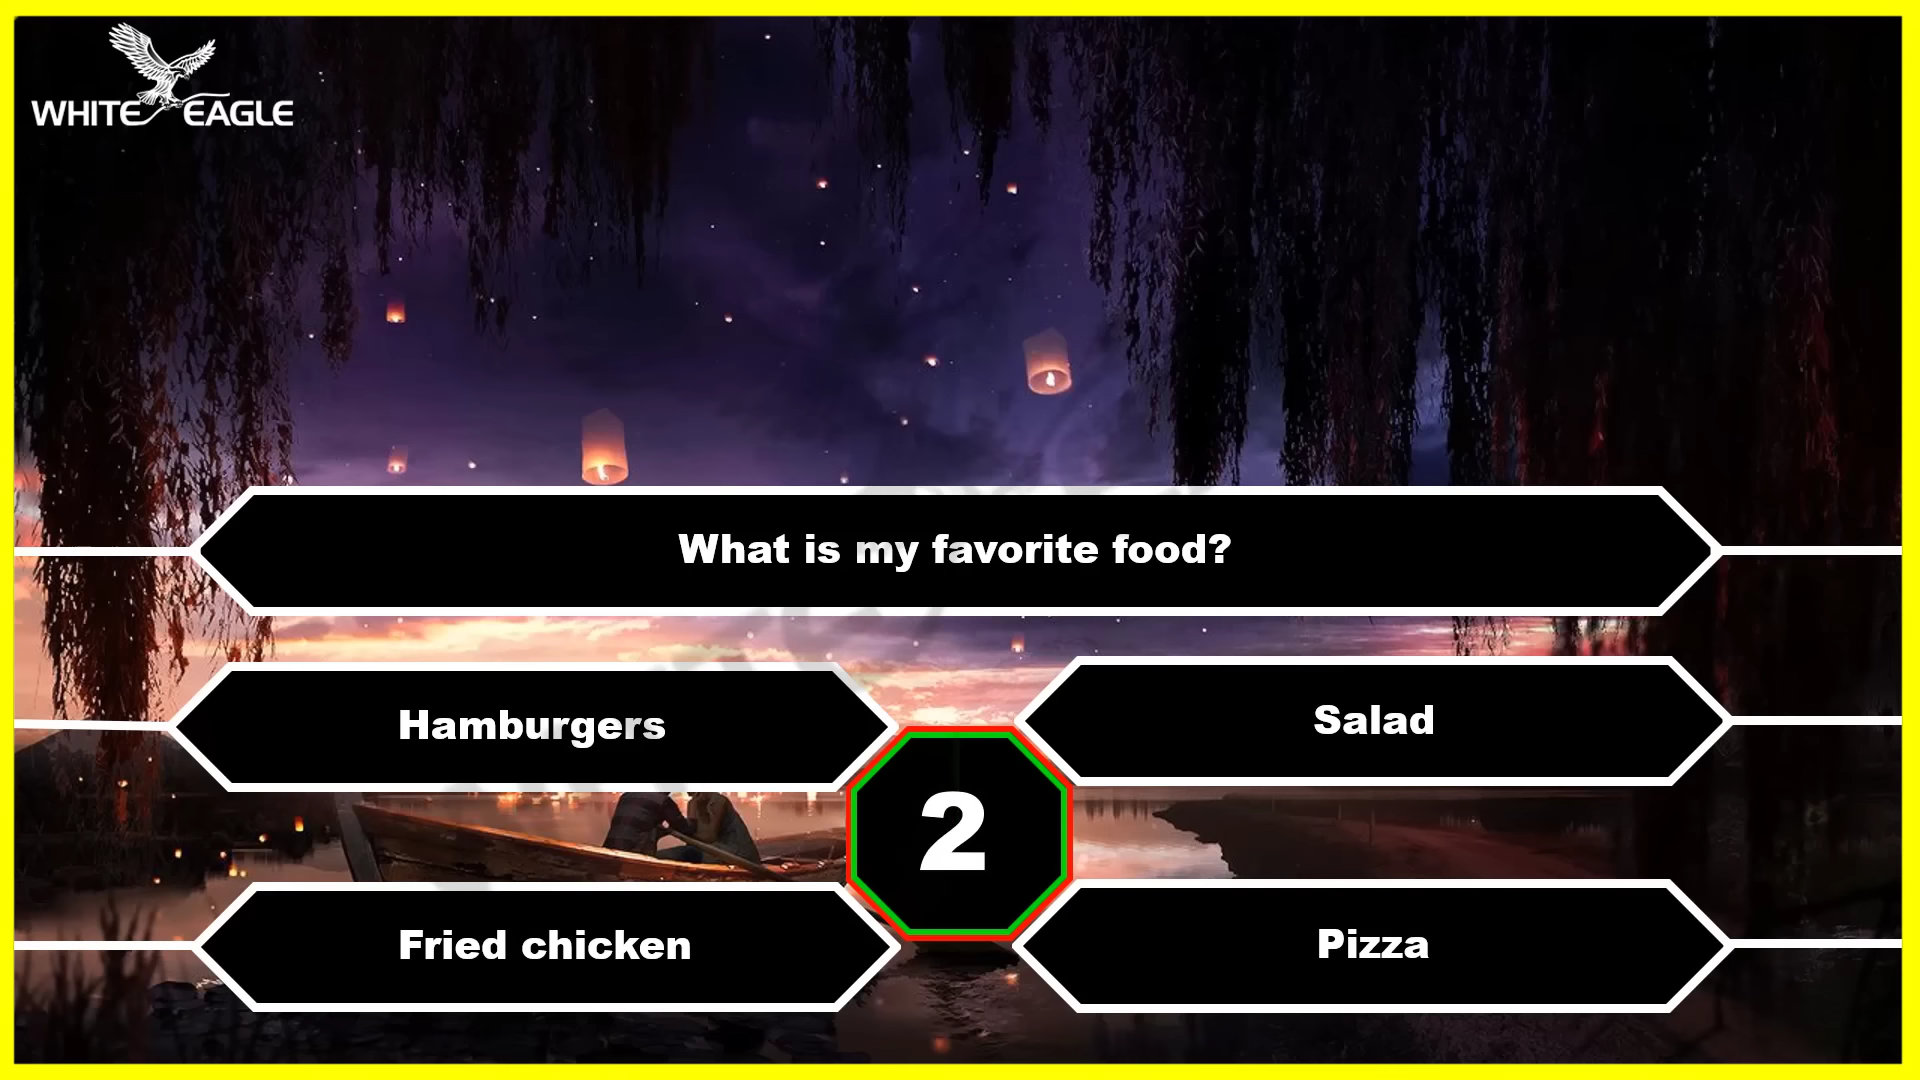 WHITE EAGLE
What is my favorite food?
Hamburgers
Salad
2
Fried chicken
Pizza